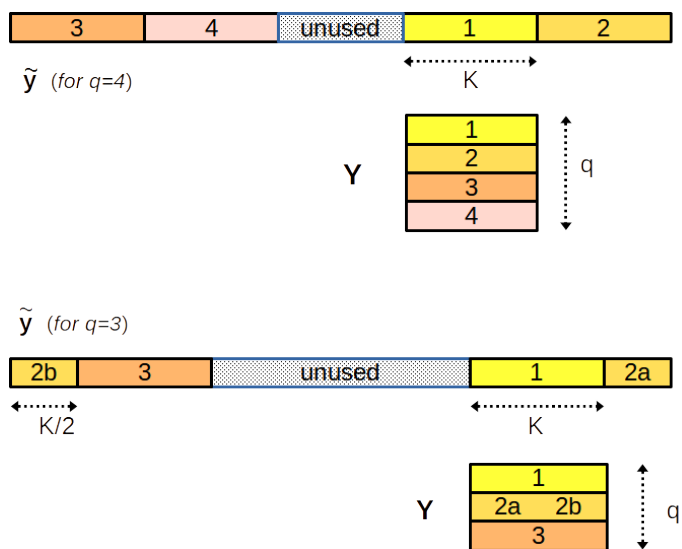 3 4 unused 1 2
ỹ (for q=4)
K
1
2
Y q
3
4
ỹ (for q=3)
2b 3 unused 1 2a
K/2 K
1
Y 2a 2b q
3